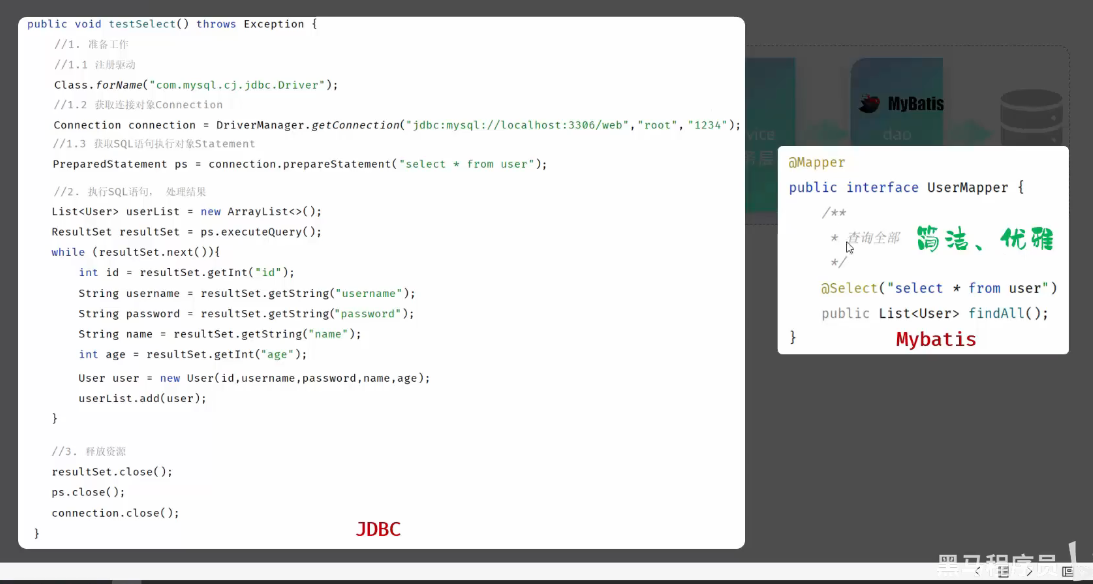 public void testSelect() throws Exception {
//1. 准备工作
//1.1 注册驱动
Class.forName("com.mysql.cj.jdbc.Driver");
//1.2 获取连接对象Connection
Connection connection = DriverManager.getConnection("jdbc:mysql://localhost:3306/web","root","1234");
//1.3 获取SQL语句执行对象Statement
PreparedStatement ps = connection.prepareStatement("select * from user");
//2. 执行SQL语句, 处理结果
List<User> userList = new ArrayList<>();
ResultSet resultSet = ps.executeQuery();
while (resultSet.next()){
int id = resultSet.getInt("id");
String username = resultSet.getString("username");
String password = resultSet.getString("password");
String name = resultSet.getString("name");
int age = resultSet.getInt("age");
User user = new User(id,username,password,name,age);
userList.add(user);
}
//3. 释放资源
resultSet.close();
ps.close();
connection.close();
}
JDBC
MyBatis
dao
@Mapper
public interface UserMapper {
/**
* 查询全部
*/
简洁、优雅
@Select("select * from user")
public List<User> findAll();
}
Mybatis
黑马程序员